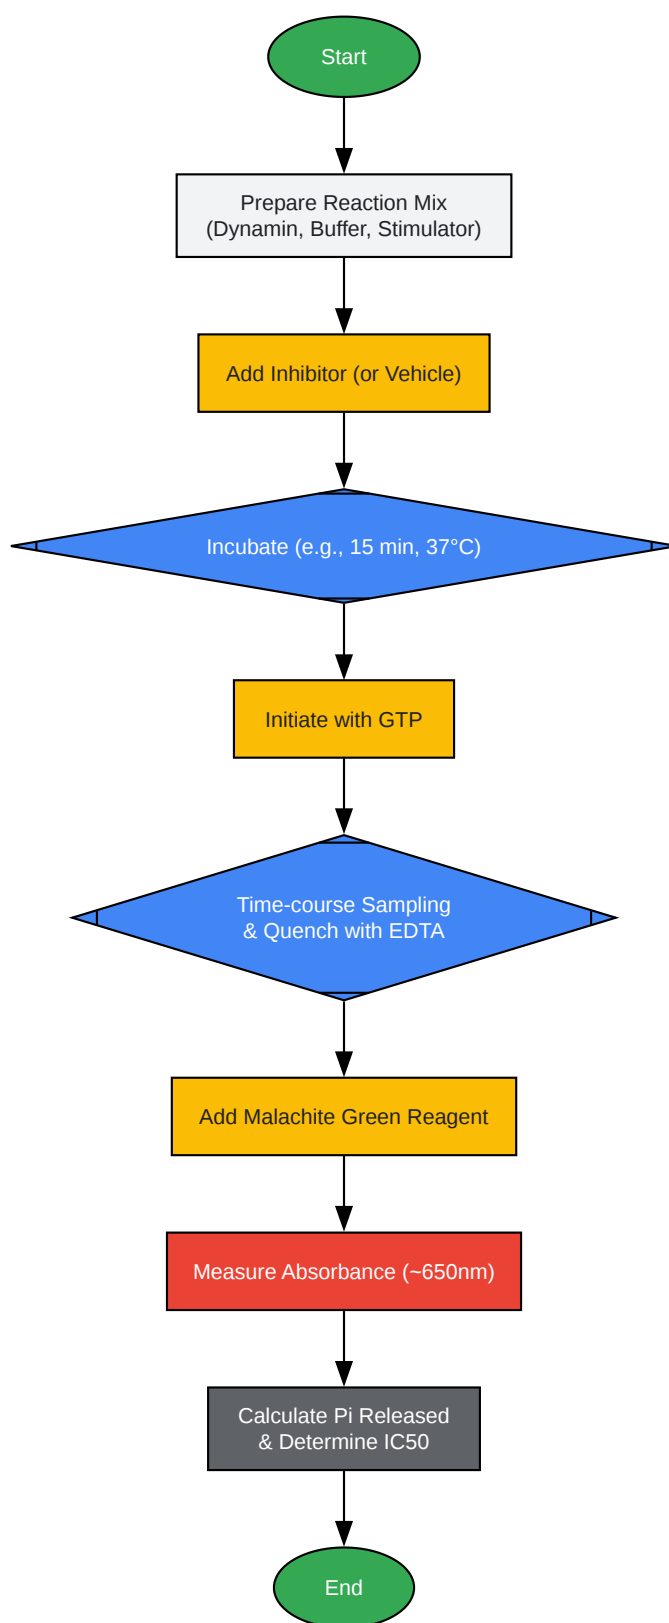 Start
Prepare Reaction Mix
(Dynamin, Buffer, Stimulator)
Add Inhibitor (or Vehicle)
Incubate (e.g., 15 min, 37°C)
Initiate with GTP
Time-course Sampling
& Quench with EDTA
Add Malachite Green Reagent
Measure Absorbance (~650nm)
Calculate Pi Released
& Determine IC50
End